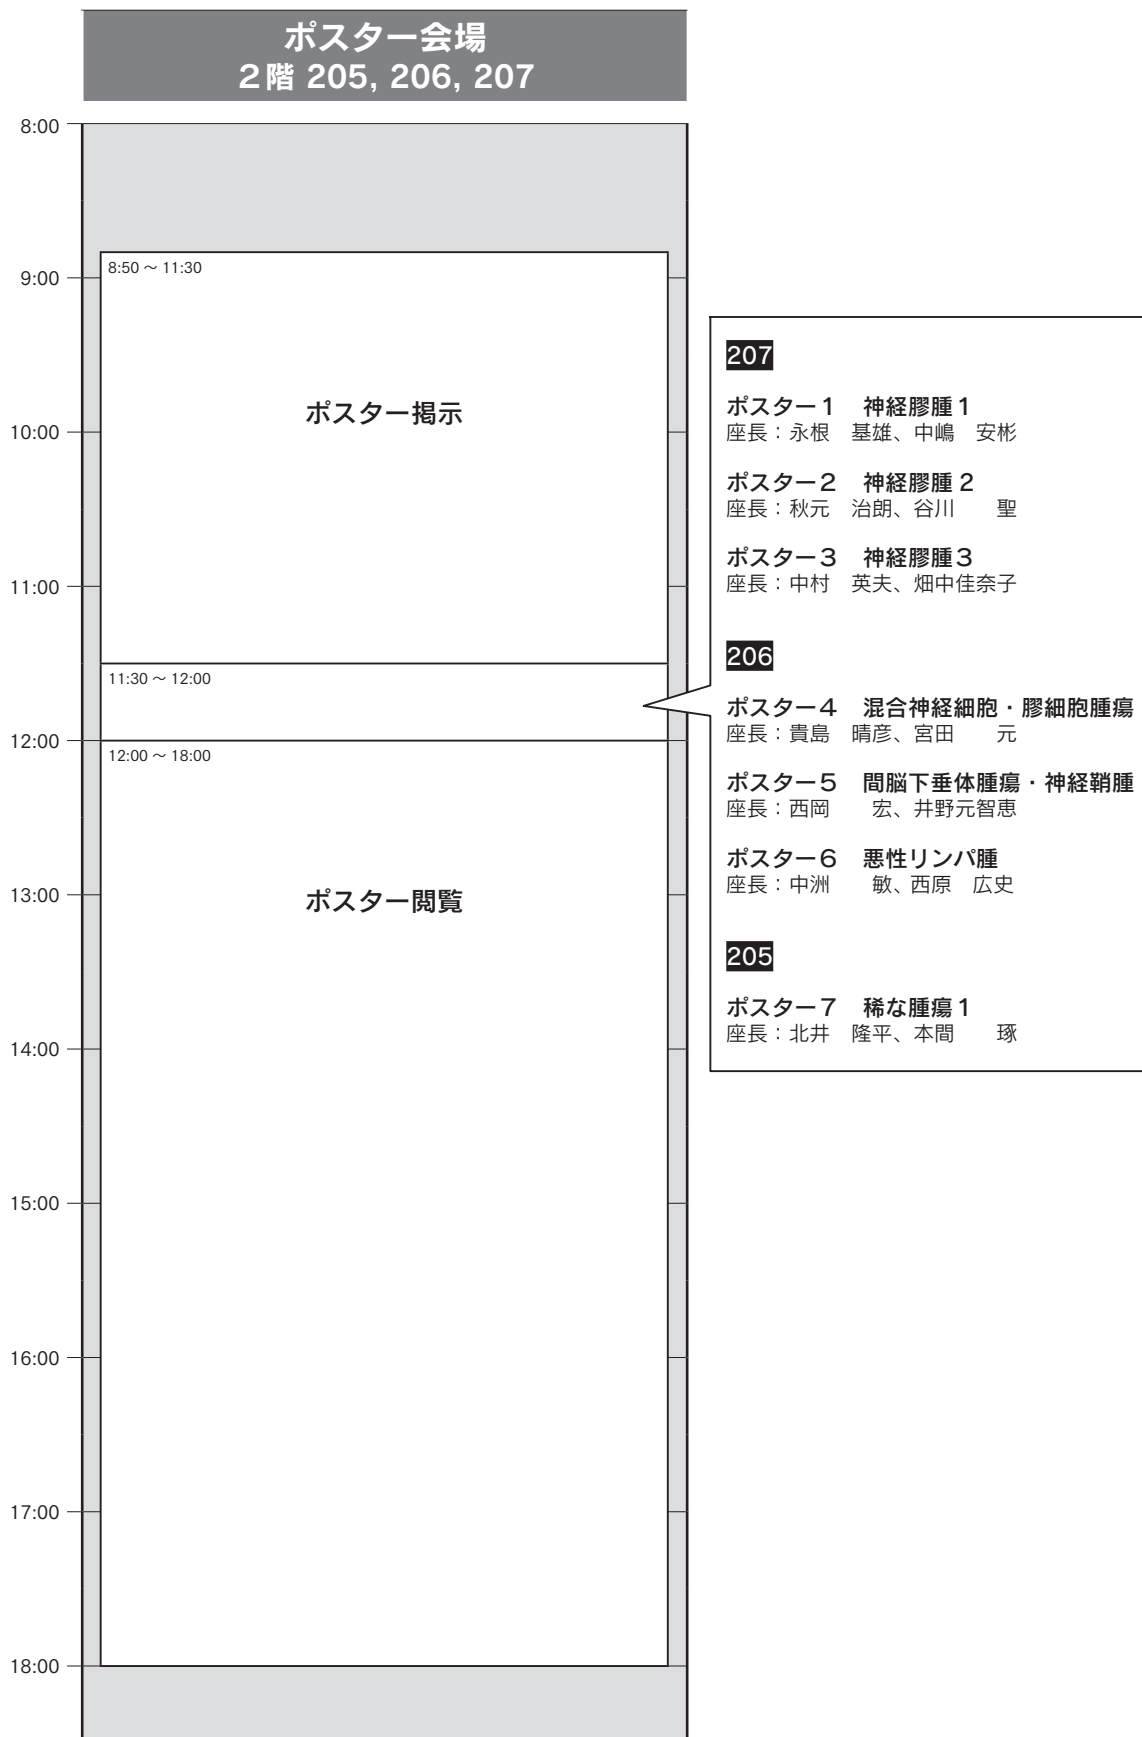 ポスター会場
2階 205, 206, 207
8:00
8:50 ～ 11:30
9:00
ポスター掲示
10:00
11:00
11:30 ～ 12:00
12:00
12:00 ～ 18:00
13:00
ポスター閲覧
14:00
15:00
16:00
17:00
18:00
207
ポスター1　神経膠腫1
座長：永根　基雄、中嶋　安彬
ポスター2　神経膠腫2
座長：秋元　治朗、谷川　　聖
ポスター3　神経膠腫3
座長：中村　英夫、畑中佳奈子
206
ポスター4　混合神経細胞・膠細胞腫瘍
座長：貴島　晴彦、宮田　　元
ポスター5　間脳下垂体腫瘍・神経鞘腫
座長：西岡　　宏、井野元智恵
ポスター6　悪性リンパ腫
座長：中洲　　敏、西原　広史
205
ポスター7　稀な腫瘍1
座長：北井　隆平、本間　　琢